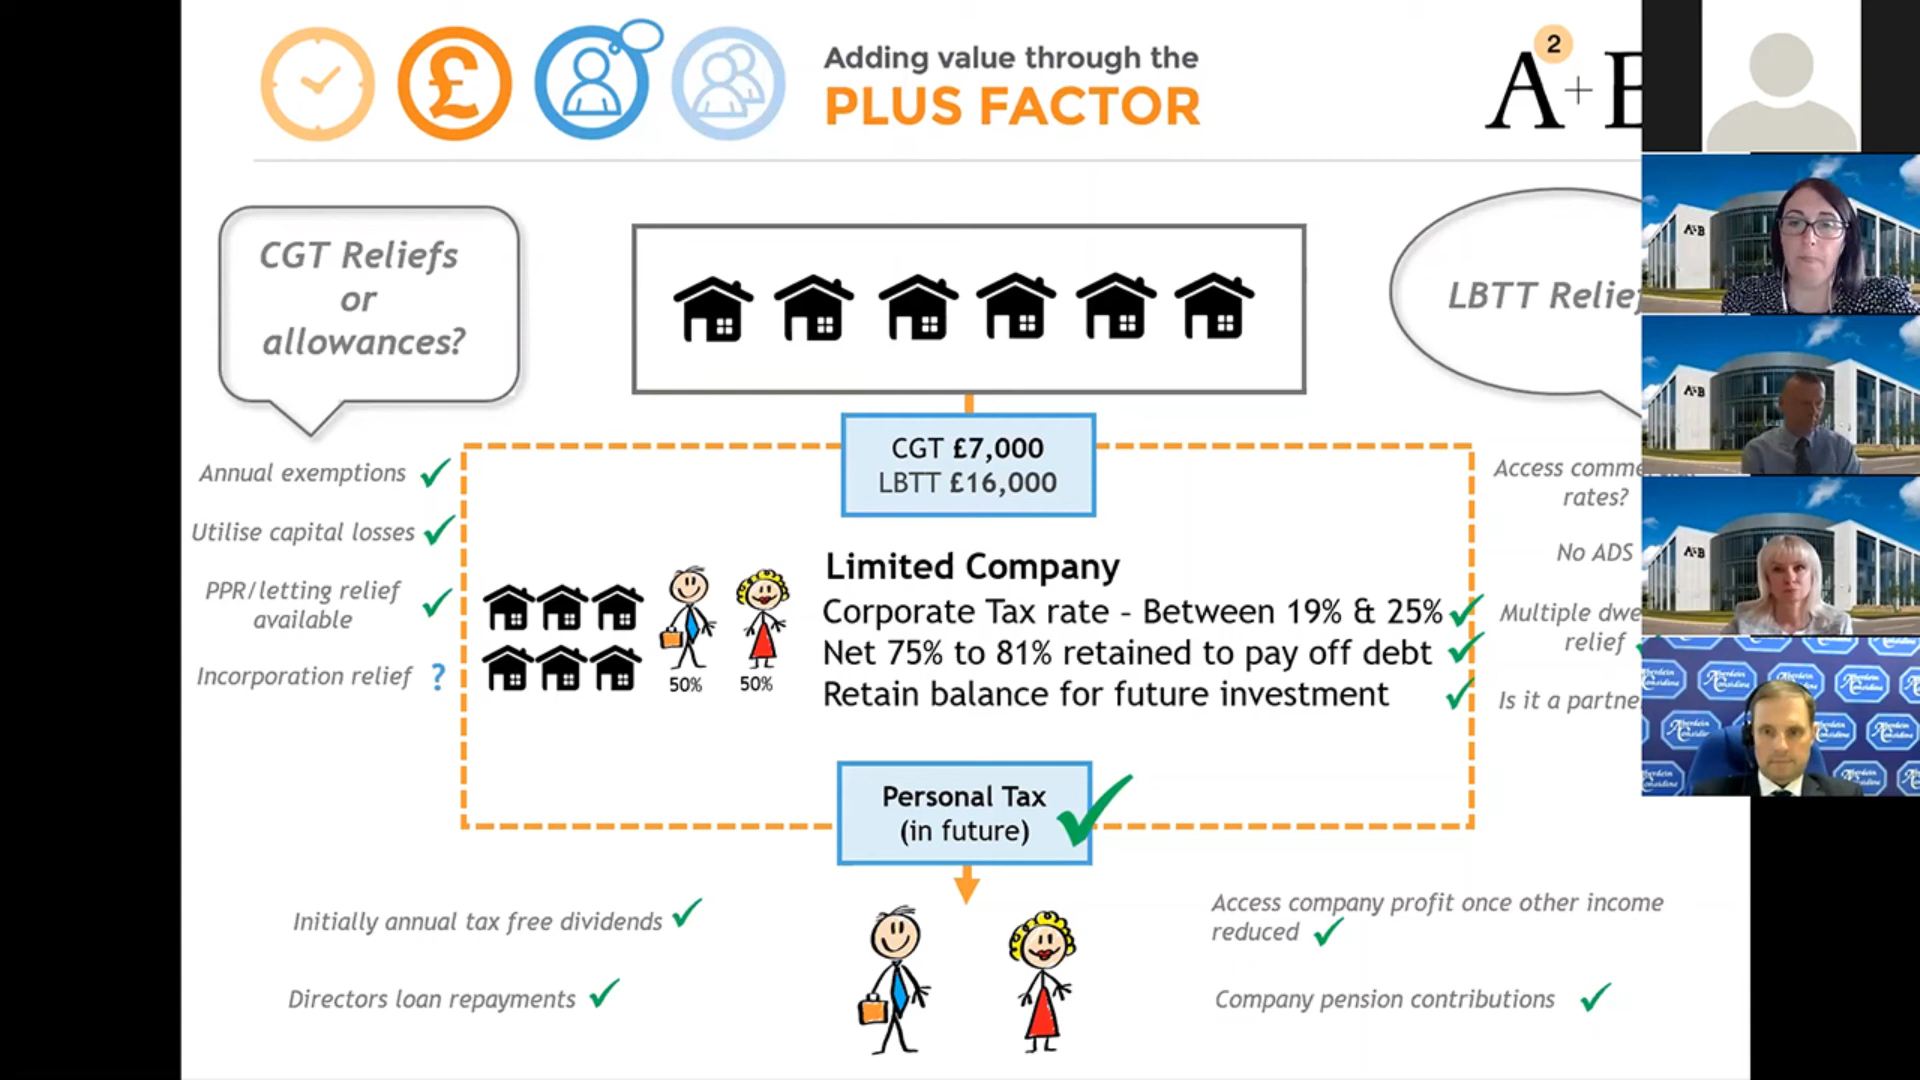 Adding value through the
PLUS FACTOR
2
A+B
CGT Reliefs
or
allowances?
LBTT Relief
CGT £7,000
LBTT £16,000
Annual exemptions
Utilise capital losses
PPR/letting relief
available
Incorporation relief ?
50%
50%
Limited Company
Corporate Tax rate - Between 19% & 25%
Net 75% to 81% retained to pay off debt
Retain balance for future investment
Access comme
rates?
No ADS
Multiple dwe
relief
Is it a partne
Personal Tax
(in future)
Initially annual tax free dividends
Directors loan repayments
Access company profit once other income
reduced
Company pension contributions
A+B
A+B
A+B
Aberdein
Considine